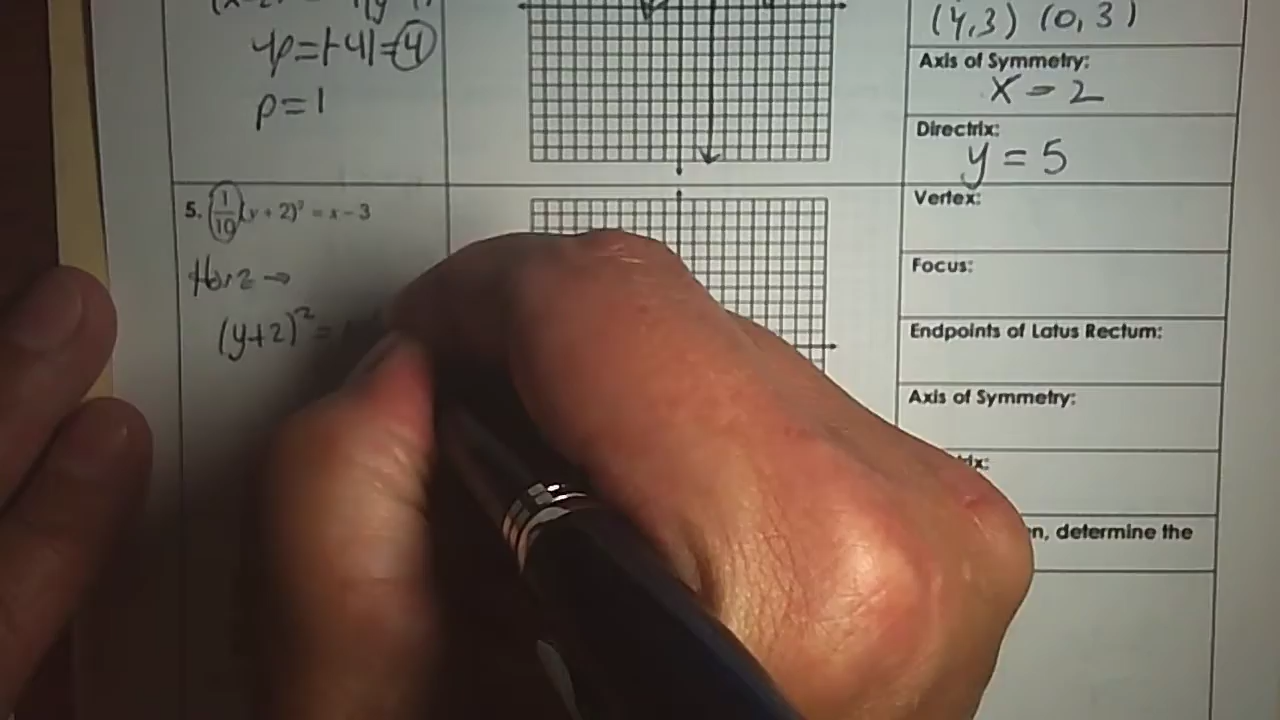 4p=|-4|=4
p=1
(4,3) (0,3)
Axis of Symmetry:
x=2
Directrix:
y=5
5. (1/10)(y+2)² = x-3
Horz →
(y+2)²=
Vertex:
Focus:
Endpoints of Latus Rectum:
Axis of Symmetry:
determine the